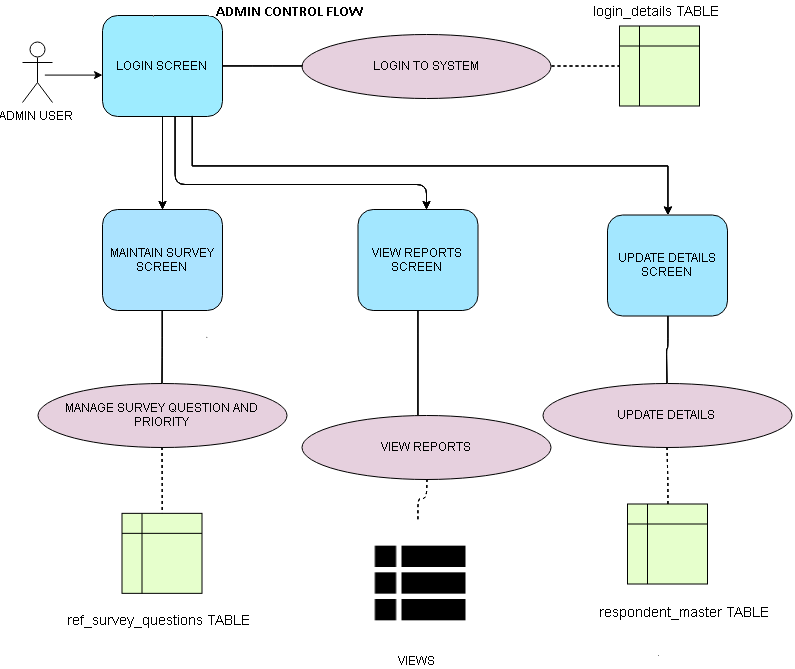 ADMIN CONTROL FLOW
login_details TABLE
LOGIN SCREEN
LOGIN TO SYSTEM
ADMIN USER
MAINTAIN SURVEY
SCREEN
VIEW REPORTS
SCREEN
UPDATE DETAILS
SCREEN
MANAGE SURVEY QUESTION AND
PRIORITY
VIEW REPORTS
UPDATE DETAILS
ref_survey_questions TABLE
respondent_master TABLE
VIEWS